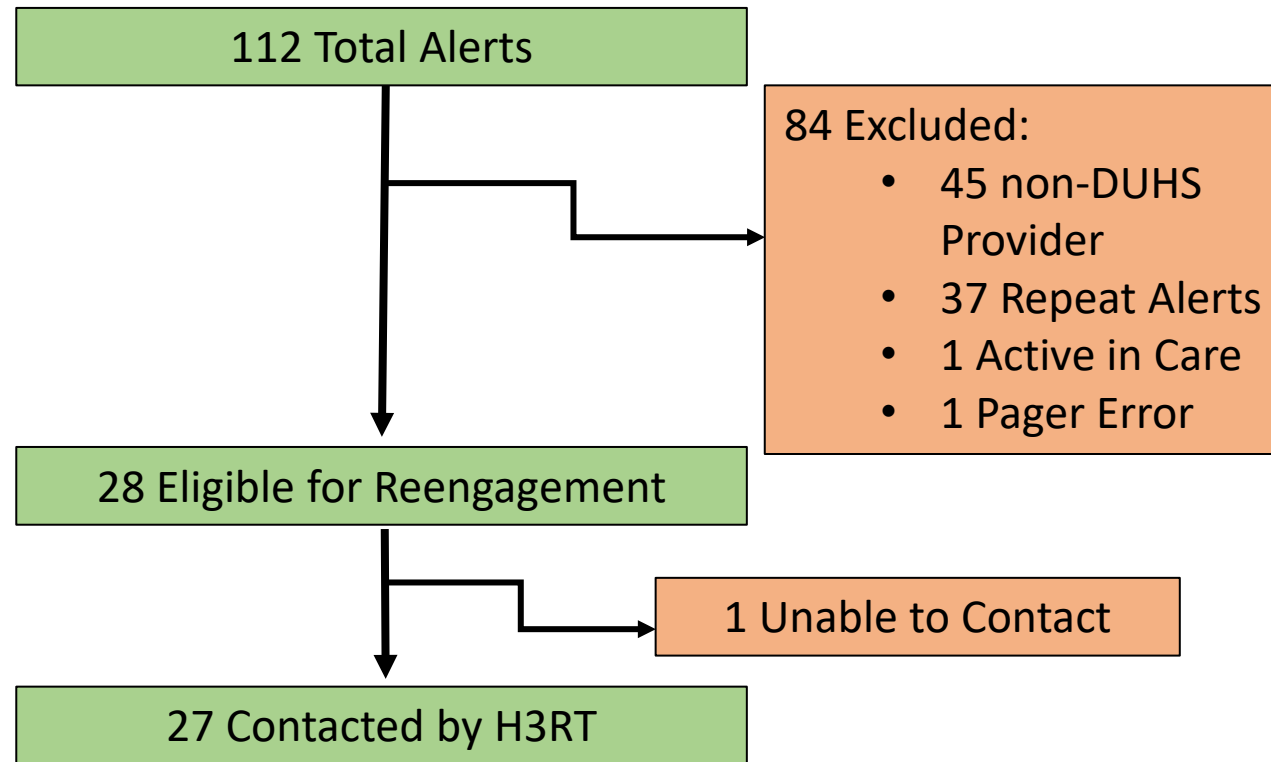 112 Total Alerts
84 Excluded:
• 45 non-DUHS
Provider
• 37 Repeat Alerts
• 1 Active in Care
• 1 Pager Error
28 Eligible for Reengagement
1 Unable to Contact
27 Contacted by H3RT